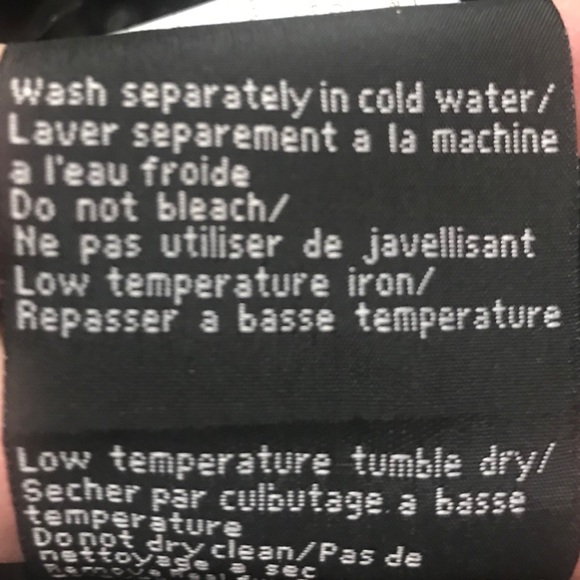 Wash separately in cold water/
Laver separement a la machine
a l'eau froide
Do not bleach/
Ne pas utiliser de javellisant
Low temperature iron/
Repasser a basse temperature
Low temperature tumble dry/
Secher par culbutage a basse
temperature
Do not dry clean/Pas de
nettoyage a sec
Remove